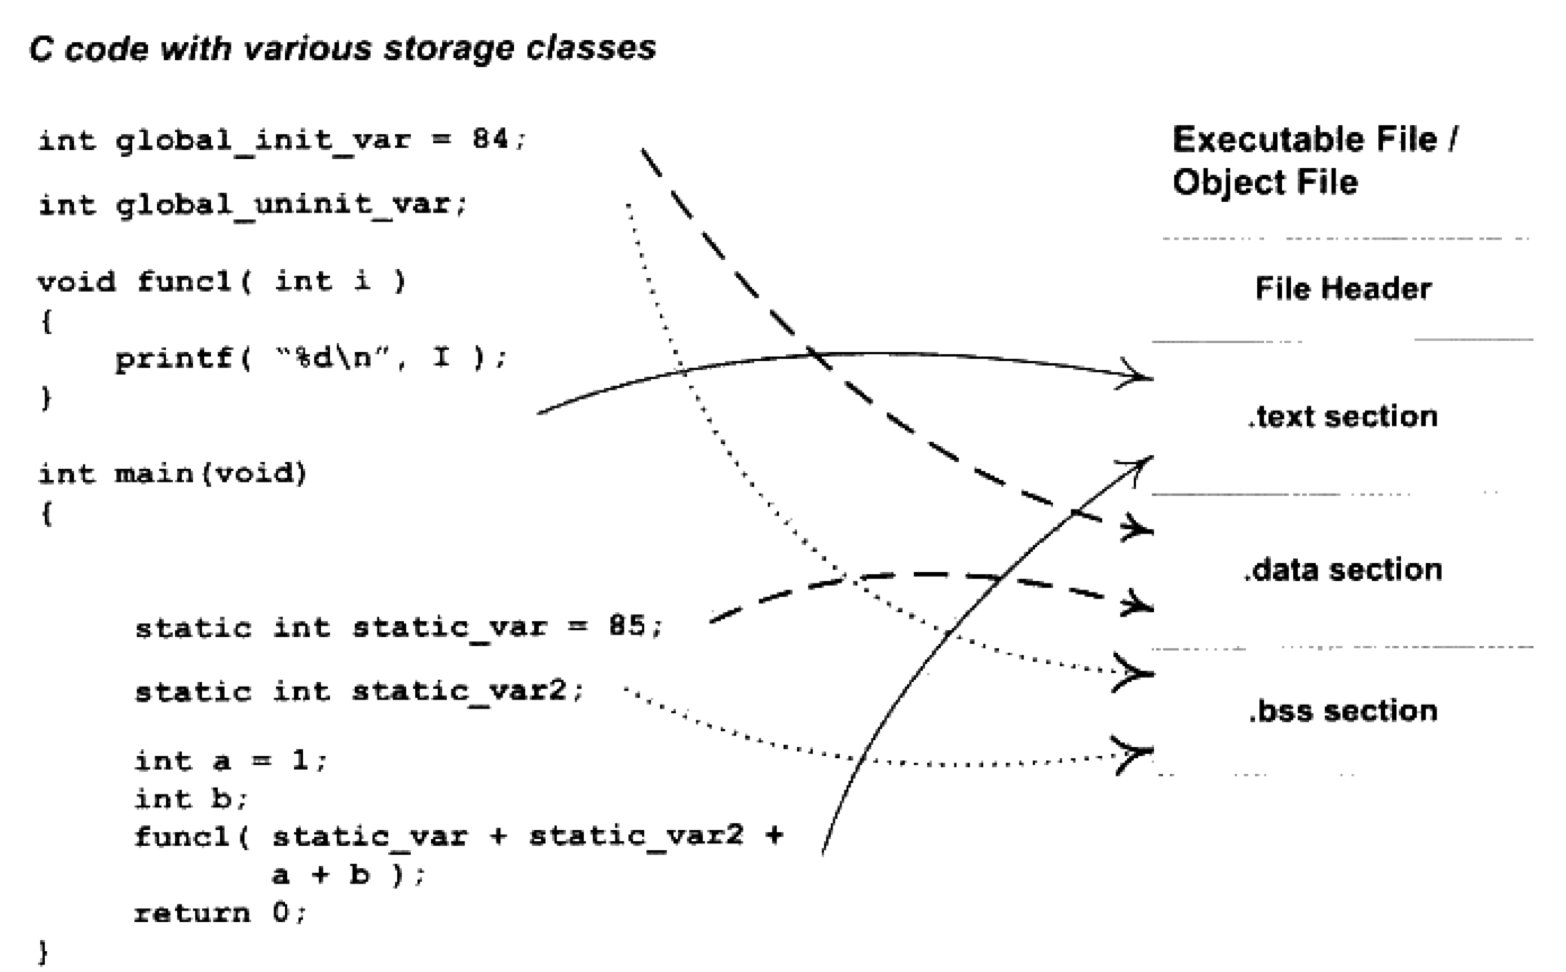 C code with various storage classes
int global_init_var = 84;
int global_uninit_var;
void func1( int i )
{
printf( "%d\n", I );
}
int main(void)
{
static int static_var = 85;
static int static_var2;
int a = 1;
int b;
func1( static_var + static_var2 +
a + b );
return 0;
}
Executable File /
Object File
File Header
.text section
.data section
.bss section